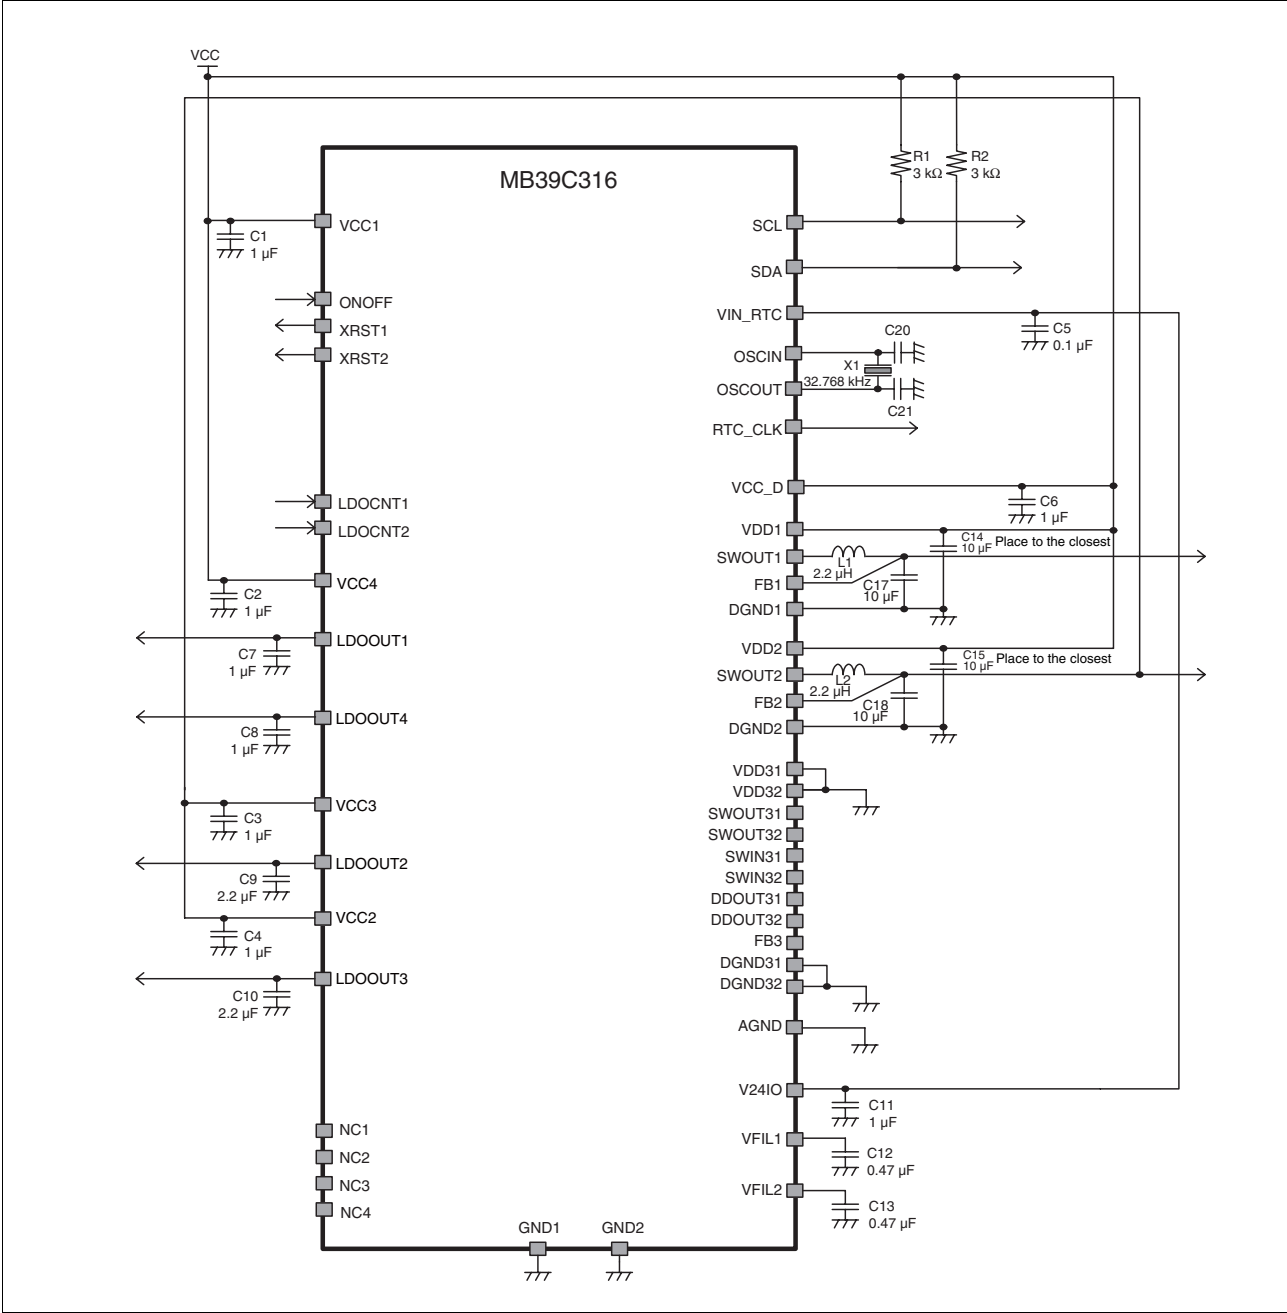 VCC
MB39C316
R1
3 kΩ
R2
3 kΩ
VCC1
C1
1 µF
ONOFF
XRST1
XRST2
LDOCNT1
LDOCNT2
VCC4
C2
1 µF
LDOOUT1
C7
1 µF
LDOOUT4
C8
1 µF
VCC3
C3
1 µF
LDOOUT2
C9
2.2 µF
VCC2
C4
1 µF
LDOOUT3
C10
2.2 µF
NC1
NC2
NC3
NC4
GND1
GND2
SCL
SDA
VIN_RTC
C5
0.1 µF
C20
OSCIN
X1
32.768 kHz
OSCOUT
C21
RTC_CLK
VCC_D
C6
1 µF
VDD1
C14
10 µF
Place to the closest
SWOUT1
L1
2.2 µH
FB1
C17
10 µF
DGND1
VDD2
C15
10 µF
Place to the closest
SWOUT2
L2
2.2 µH
FB2
C18
10 µF
DGND2
VDD31
VDD32
SWOUT31
SWOUT32
SWIN31
SWIN32
DDOUT31
DDOUT32
FB3
DGND31
DGND32
AGND
V24IO
C11
1 µF
VFIL1
C12
0.47 µF
VFIL2
C13
0.47 µF